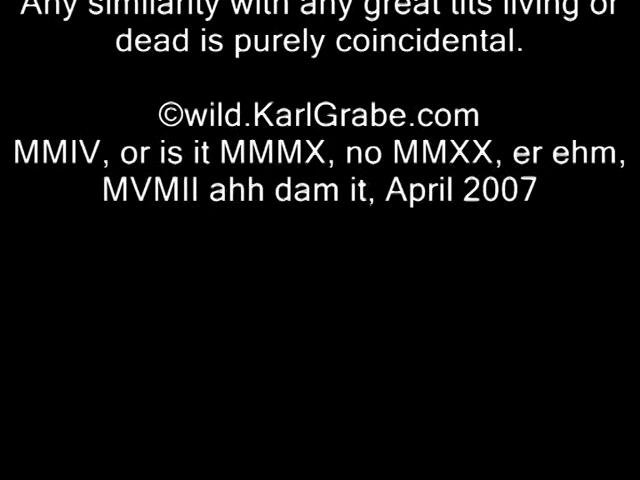 Any similarity with any great tits living or
dead is purely coincidental.
©wild.KarlGrabe.com
MMIV, or is it MMMX, no MMXX, er ehm,
MVMII ahh dam it, April 2007